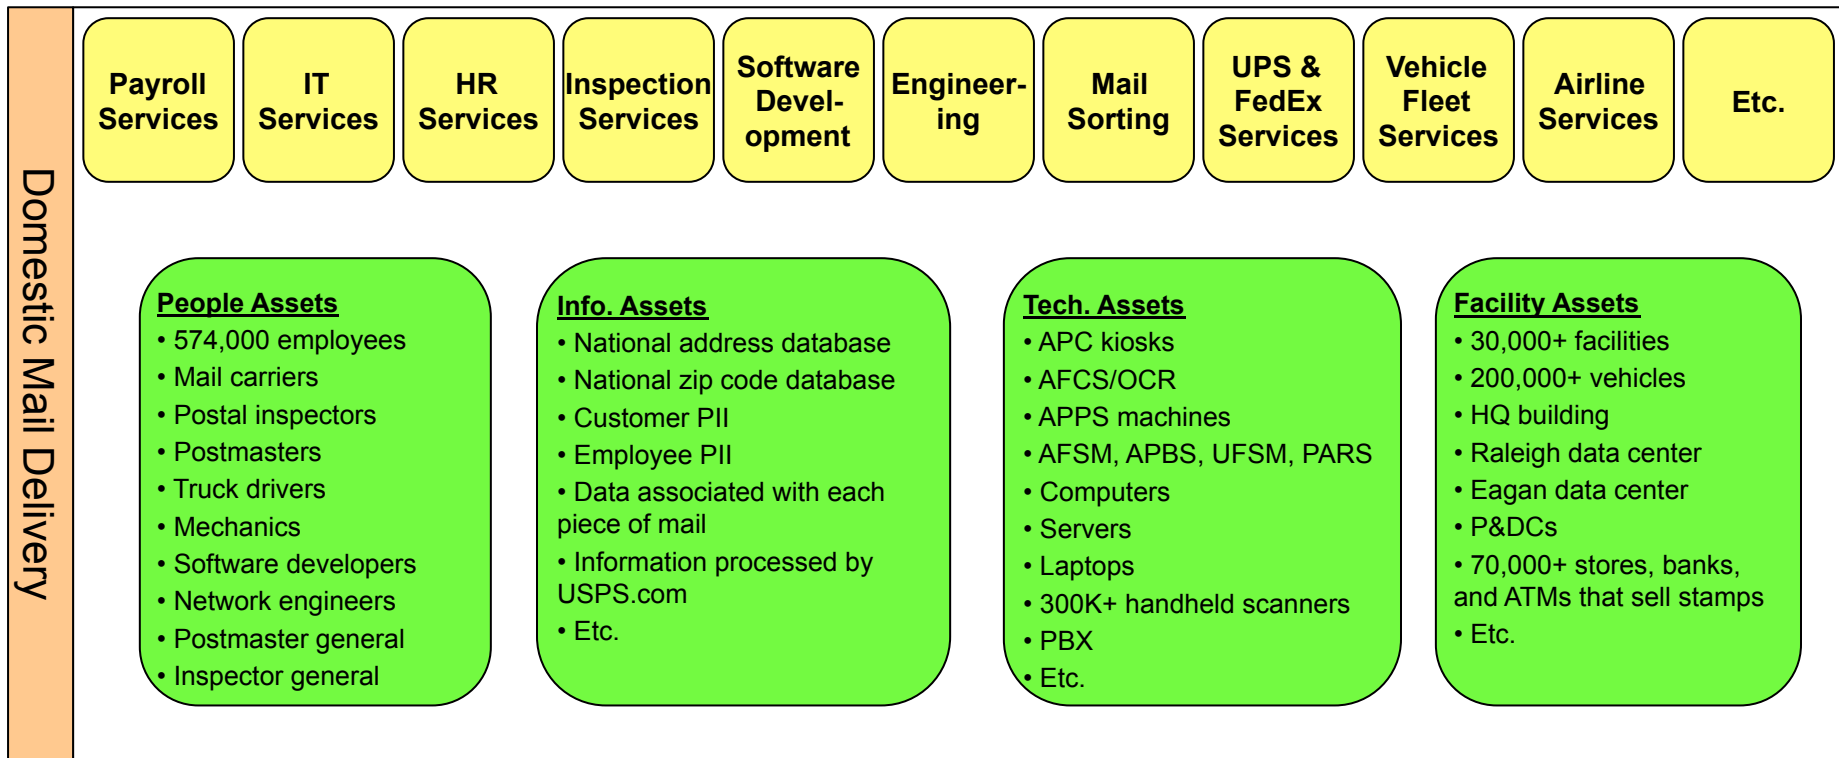 Domestic Mail Delivery
Payroll
Services
IT
Services
HR
Services
Inspection
Services
Software
Devel-
opment
Engineer-
ing
Mail
Sorting
UPS &
FedEx
Services
Vehicle
Fleet
Services
Airline
Services
Etc.
People Assets
• 574,000 employees
• Mail carriers
• Postal inspectors
• Postmasters
• Truck drivers
• Mechanics
• Software developers
• Network engineers
• Postmaster general
• Inspector general
Info. Assets
• National address database
• National zip code database
• Customer PII
• Employee PII
• Data associated with each
piece of mail
• Information processed by
USPS.com
• Etc.
Tech. Assets
• APC kiosks
• AFCS/OCR
• APPS machines
• AFSM, APBS, UFSM, PARS
• Computers
• Servers
• Laptops
• 300K+ handheld scanners
• PBX
• Etc.
Facility Assets
• 30,000+ facilities
• 200,000+ vehicles
• HQ building
• Raleigh data center
• Eagan data center
• P&DCs
• 70,000+ stores, banks,
and ATMs that sell stamps
• Etc.